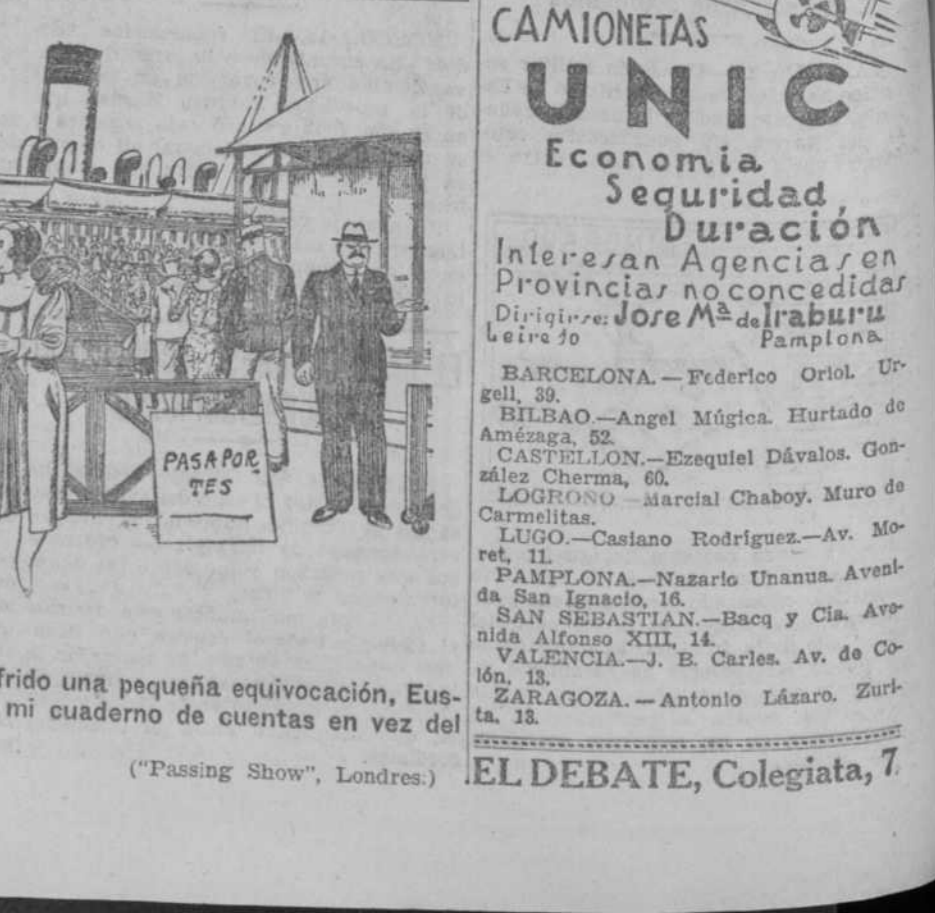 PASAPOR-
TES
frido una pequeña equivocación, Eus-
mi cuaderno de cuentas en vez del
("Passing Show", Londres.)
CAMIONETAS
UNIC
Economia
Seguridad
Duración
Interesan Agencias en
Provincias no concedidas
Dirigirse: Jose Mª de Iraburu
Pamplona
BARCELONA.—Federico Oriol. Ur-
gell, 39.
BILBAO.—Angel Múgica. Hurtado de
Amézaga, 52.
CASTELLON.—Ezequiel Dávalos. Gon-
zález Cherma, 60.
LOGROÑO.—Marcial Chaboy. Muro de
Carmelitas.
LUGO.—Casiano Rodríguez.—Av. Mo-
ret, 11.
PAMPLONA.—Nazario Unanua. Aveni-
da San Ignacio, 16.
SAN SEBASTIAN.—Bacq y Cia. Ave-
nida Alfonso XIII, 14.
VALENCIA.—J. B. Carles. Av. de Co-
lón, 13.
ZARAGOZA.—Antonio Lázaro. Zuri-
ta, 13.
EL DEBATE, Colegiata, 7.